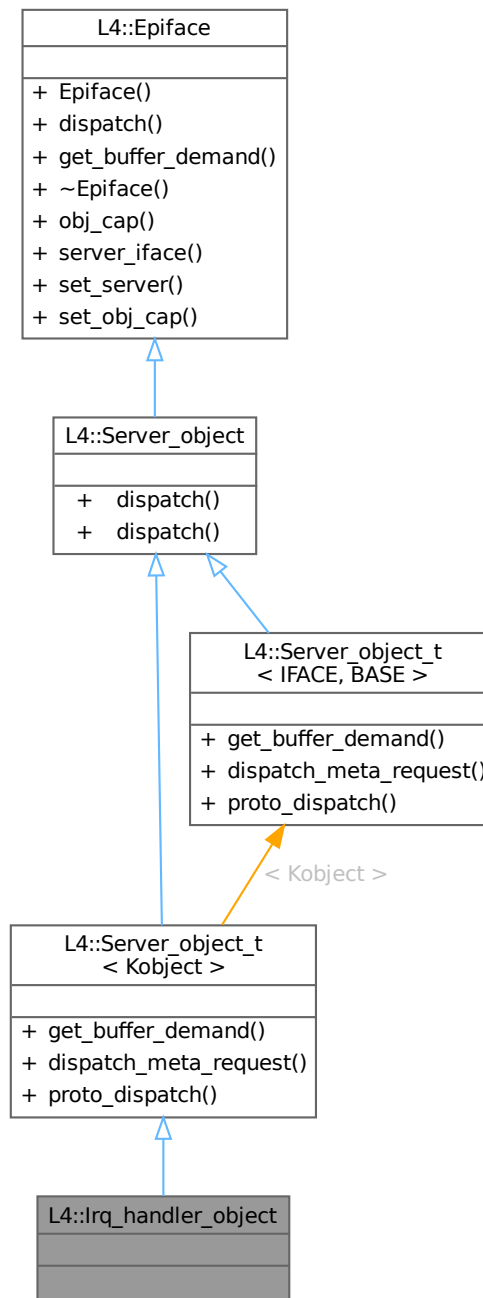 L4::Epiface
+ Epiface()
+ dispatch()
+ get_buffer_demand()
+ ~Epiface()
+ obj_cap()
+ server_iface()
+ set_server()
+ set_obj_cap()
L4::Server_object
+ dispatch()
+ dispatch()
L4::Server_object_t
< IFACE, BASE >
+ get_buffer_demand()
+ dispatch_meta_request()
+ proto_dispatch()
< Kobject >
L4::Server_object_t
< Kobject >
+ get_buffer_demand()
+ dispatch_meta_request()
+ proto_dispatch()
L4::Irq_handler_object